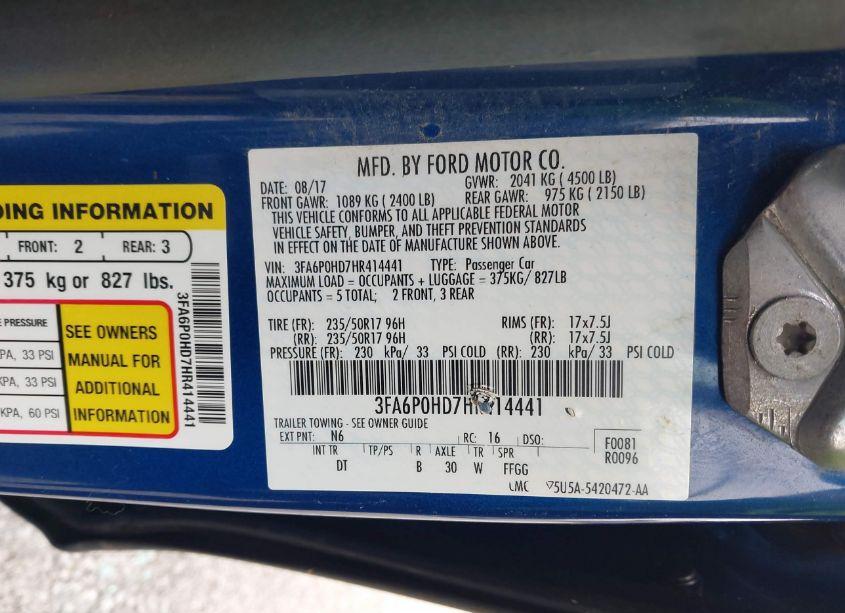 DING INFORMATION
FRONT: 2 REAR: 3
375 kg or 827 lbs.
E PRESSURE
PA, 33 PSI
KPA, 33 PSI
KPA, 60 PSI
SEE OWNERS
MANUAL FOR
ADDITIONAL
INFORMATION
3FA6P0HD7HR414441
MFD. BY FORD MOTOR CO.
DATE: 08/17 GVWR: 2041 KG ( 4500 LB)
FRONT GAWR: 1089 KG ( 2400 LB) REAR GAWR: 975 KG ( 2150 LB)
THIS VEHICLE CONFORMS TO ALL APPLICABLE FEDERAL MOTOR
VEHICLE SAFETY, BUMPER, AND THEFT PREVENTION STANDARDS
IN EFFECT ON THE DATE OF MANUFACTURE SHOWN ABOVE.
VIN: 3FA6P0HD7HR414441 TYPE: Passenger Car
MAXIMUM LOAD = OCCUPANTS + LUGGAGE = 375KG/ 827LB
OCCUPANTS = 5 TOTAL; 2 FRONT, 3 REAR
TIRE (FR): 235/50R17 96H RIMS (FR): 17x7.5J
(RR): 235/50R17 96H (RR): 17x7.5J
PRESSURE (FR): 230 kPa/ 33 PSI COLD (RR): 230 kPa/ 33 PSI COLD
3FA6P0HD7HR414441
TRAILER TOWING - SEE OWNER GUIDE
EXT PNT: N6 RC: 16 DSO: F0081
INT TR TP/PS R AXLE TR SPR R0096
DT B 30 W FFGG
5U5A-5420472-AA